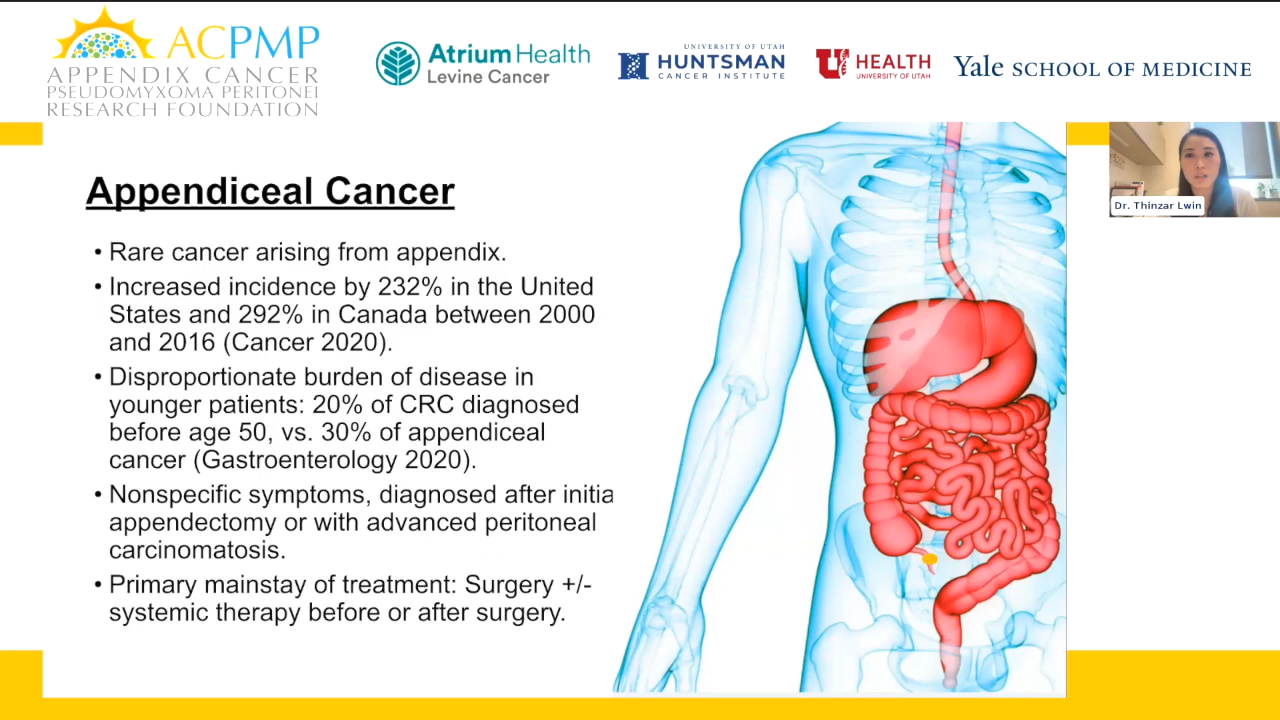 ACPMP
APPENDIX CANCER
PSEUDOMYXOMA PERITONEI
RESEARCH FOUNDATION
Atrium Health
Levine Cancer
UNIVERSITY OF UTAH
HUNTSMAN
CANCER INSTITUTE
U
HEALTH
UNIVERSITY OF UTAH
Yale SCHOOL OF MEDICINE
Dr. Thinzar Lwin
Appendiceal Cancer
• Rare cancer arising from appendix.
• Increased incidence by 232% in the United
States and 292% in Canada between 2000
and 2016 (Cancer 2020).
• Disproportionate burden of disease in
younger patients: 20% of CRC diagnosed
before age 50, vs. 30% of appendiceal
cancer (Gastroenterology 2020).
• Nonspecific symptoms, diagnosed after initia
appendectomy or with advanced peritoneal
carcinomatosis.
• Primary mainstay of treatment: Surgery +/-
systemic therapy before or after surgery.